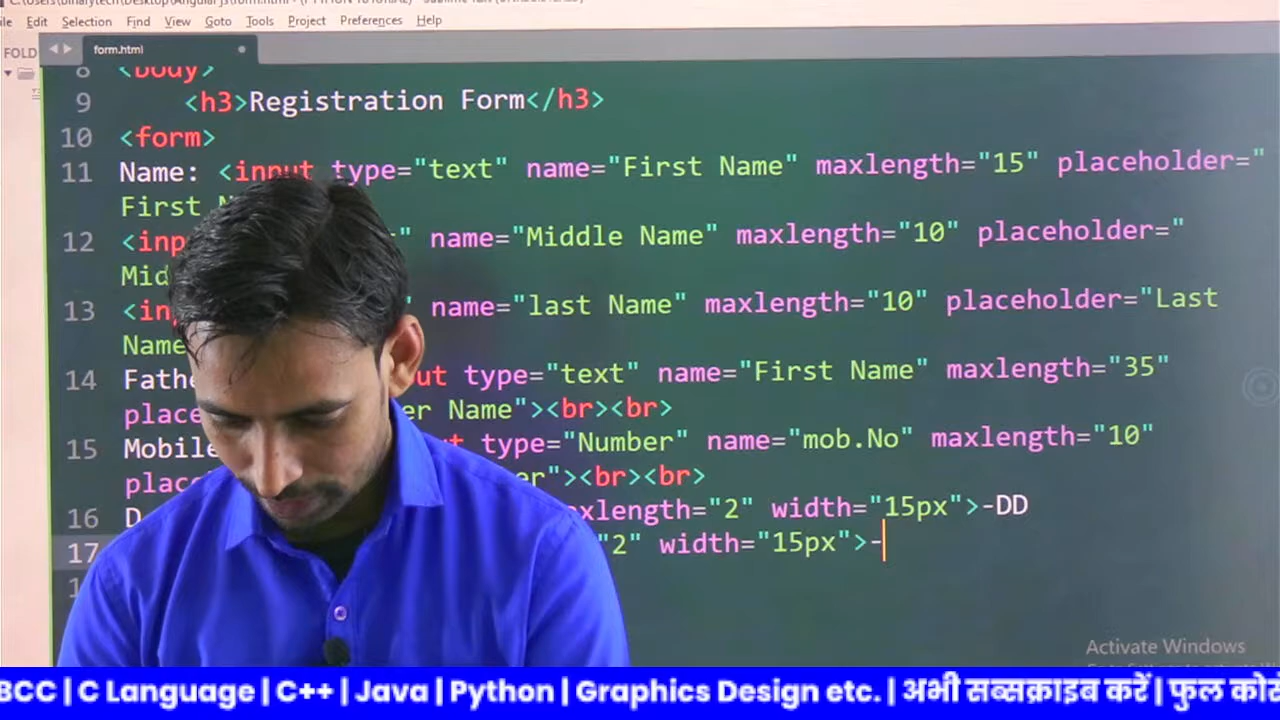 File Edit Selection Find View Goto Tools Project Preferences Help
FOLD
form.html
8 <body>
9 <h3>Registration Form</h3>
10 <form>
11 Name: <input type="text" name="First Name" maxlength="15" placeholder="
First
12 <inp name="Middle Name" maxlength="10" placeholder="
Mid
13 <in name="last Name" maxlength="10" placeholder="Last
Name
14 Fathe ut type="text" name="First Name" maxlength="35"
place er Name"><br><br>
15 Mobile t type="Number" name="mob.No" maxlength="10"
place er"><br><br>
16 D xlength="2" width="15px">-DD
17 "2" width="15px">-
Activate Windows
BCC | C Language | C++ | Java | Python | Graphics Design etc. | अभी सब्सक्राइब करें | फुल कोर्स